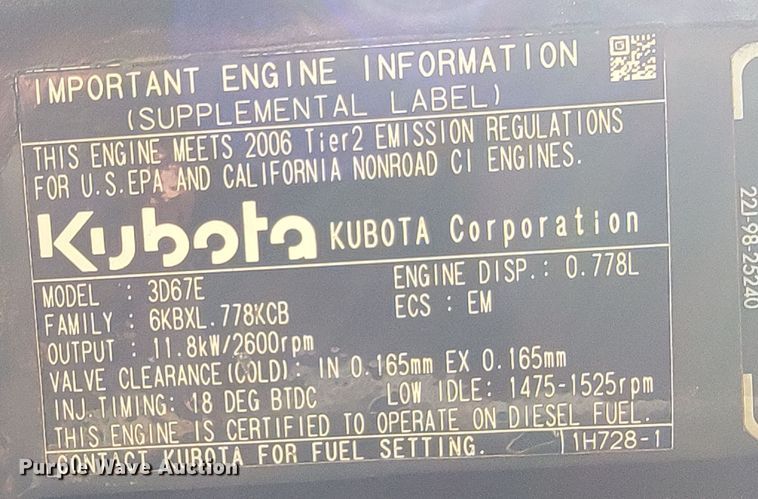 IMPORTANT ENGINE INFORMATION
(SUPPLEMENTAL LABEL)
THIS ENGINE MEETS 2006 Tier2 EMISSION REGULATIONS
FOR U.S.EPA AND CALIFORNIA NONROAD CI ENGINES.
Kubota KUBOTA Corporation
MODEL : 3D67E ENGINE DISP.: 0.778L
FAMILY : 6KBXL.778KCB ECS : EM
OUTPUT : 11.8kW/2600rpm
VALVE CLEARANCE(COLD): IN 0.165mm EX 0.165mm
INJ.TIMING: 18 DEG BTDC LOW IDLE: 1475-1525rpm
THIS ENGINE IS CERTIFIED TO OPERATE ON DIESEL FUEL.
CONTACT KUBOTA FOR FUEL SETTING. 1H728-1
22J-98-25240
Purple Wave Auction